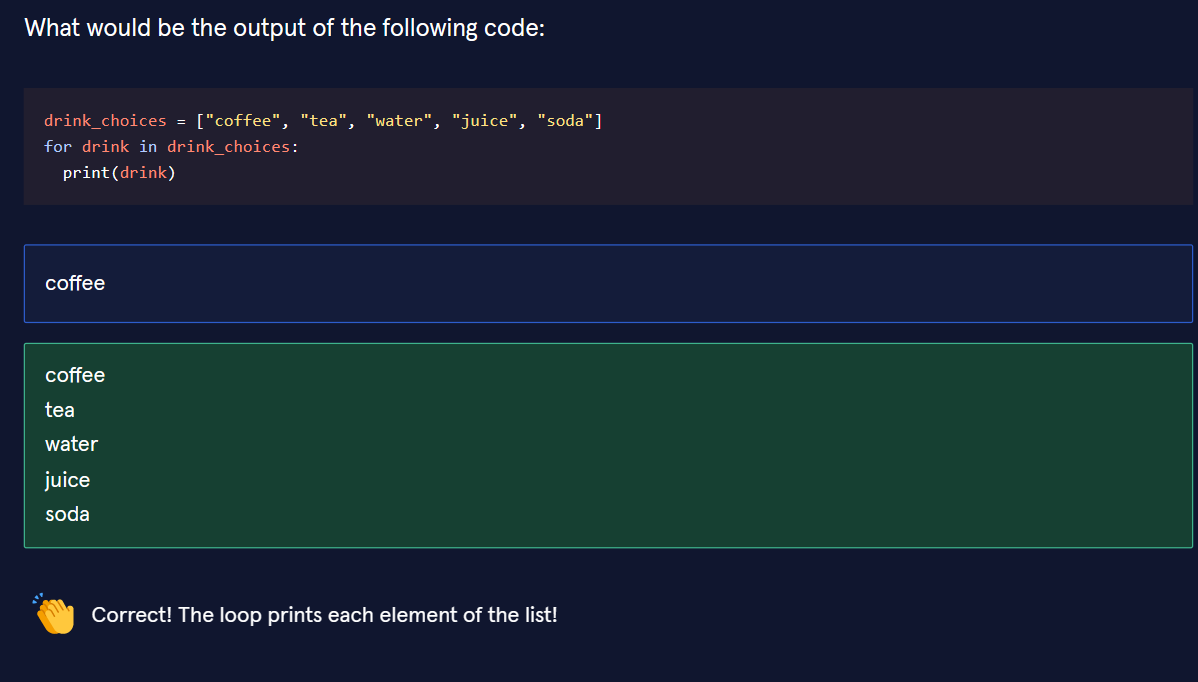 What would be the output of the following code:
drink_choices = ["coffee", "tea", "water", "juice", "soda"]
for drink in drink_choices:
  print(drink)
coffee
coffee
tea
water
juice
soda
Correct! The loop prints each element of the list!